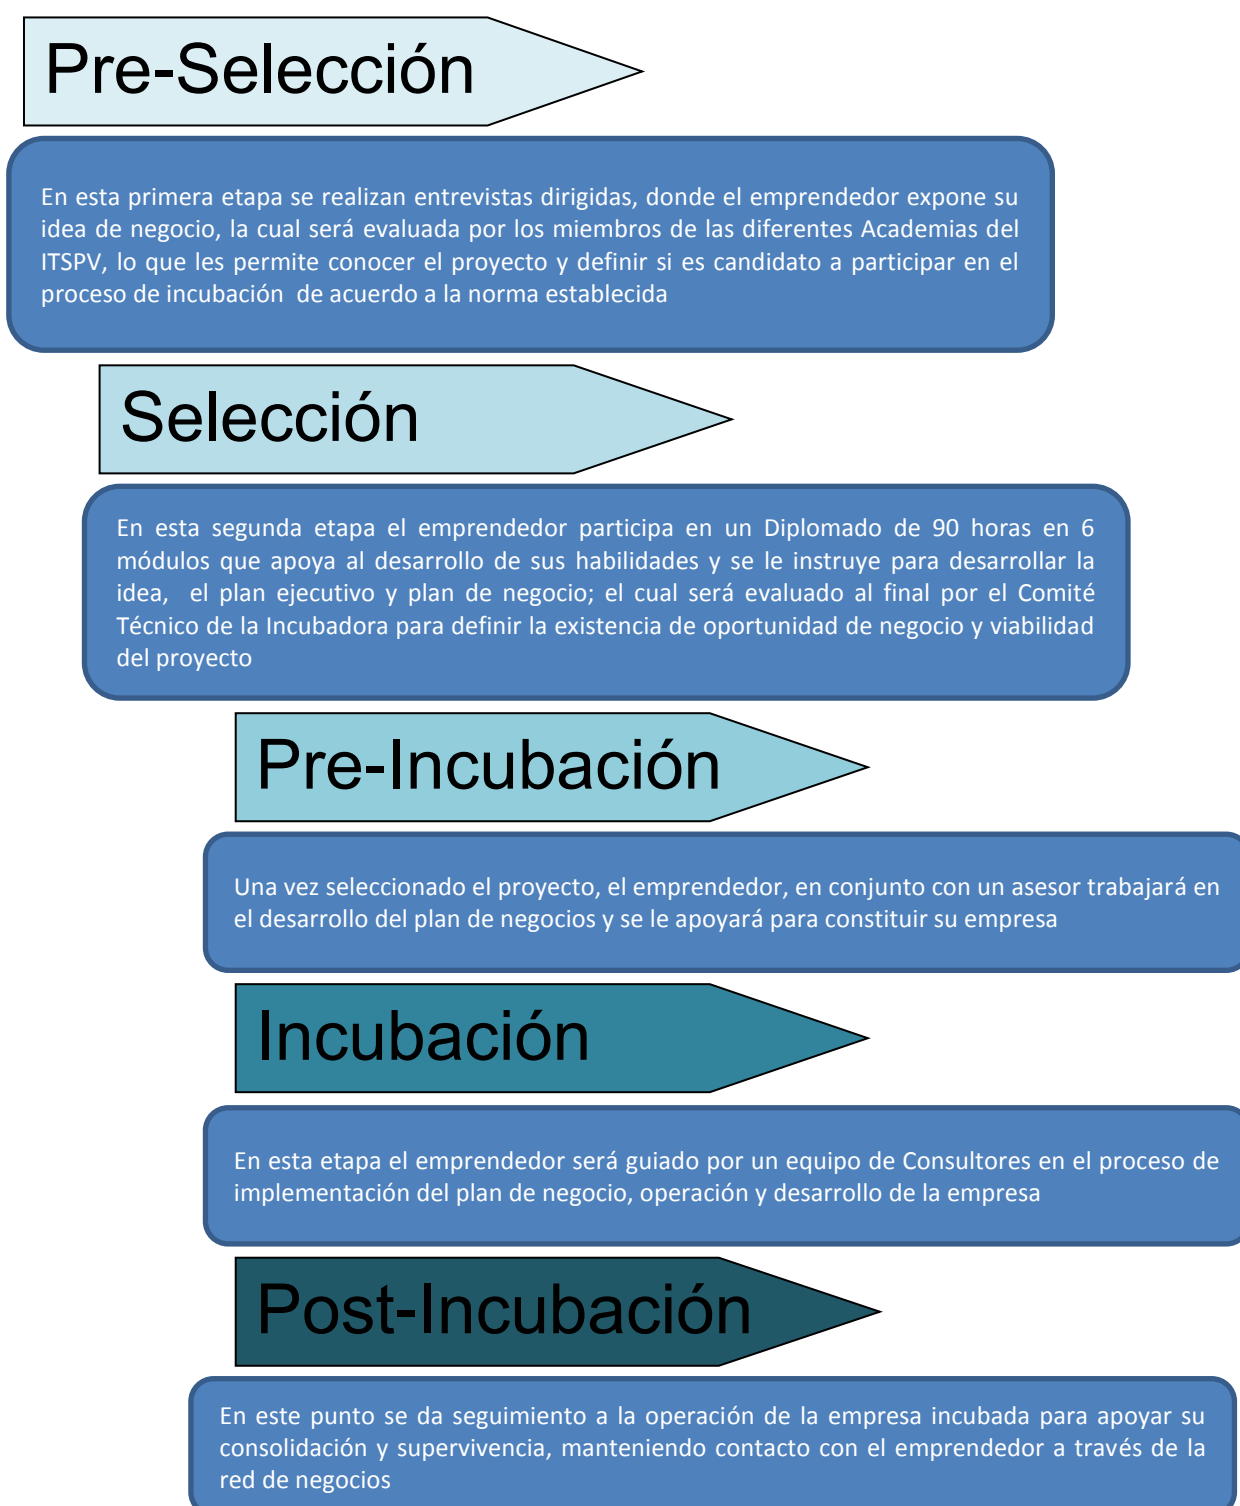 Pre-Selección
En esta primera etapa se realizan entrevistas dirigidas, donde el emprendedor expone su
idea de negocio, la cual será evaluada por los miembros de las diferentes Academias del
ITSPV, lo que les permite conocer el proyecto y definir si es candidato a participar en el
proceso de incubación de acuerdo a la norma establecida
Selección
En esta segunda etapa el emprendedor participa en un Diplomado de 90 horas en 6
módulos que apoya al desarrollo de sus habilidades y se le instruye para desarrollar la
idea, el plan ejecutivo y plan de negocio; el cual será evaluado al final por el Comité
Técnico de la Incubadora para definir la existencia de oportunidad de negocio y viabilidad
del proyecto
Pre-Incubación
Una vez seleccionado el proyecto, el emprendedor, en conjunto con un asesor trabajará en
el desarrollo del plan de negocios y se le apoyará para constituir su empresa
Incubación
En esta etapa el emprendedor será guiado por un equipo de Consultores en el proceso de
implementación del plan de negocio, operación y desarrollo de la empresa
Post-Incubación
En este punto se da seguimiento a la operación de la empresa incubada para apoyar su
consolidación y supervivencia, manteniendo contacto con el emprendedor a través de la
red de negocios